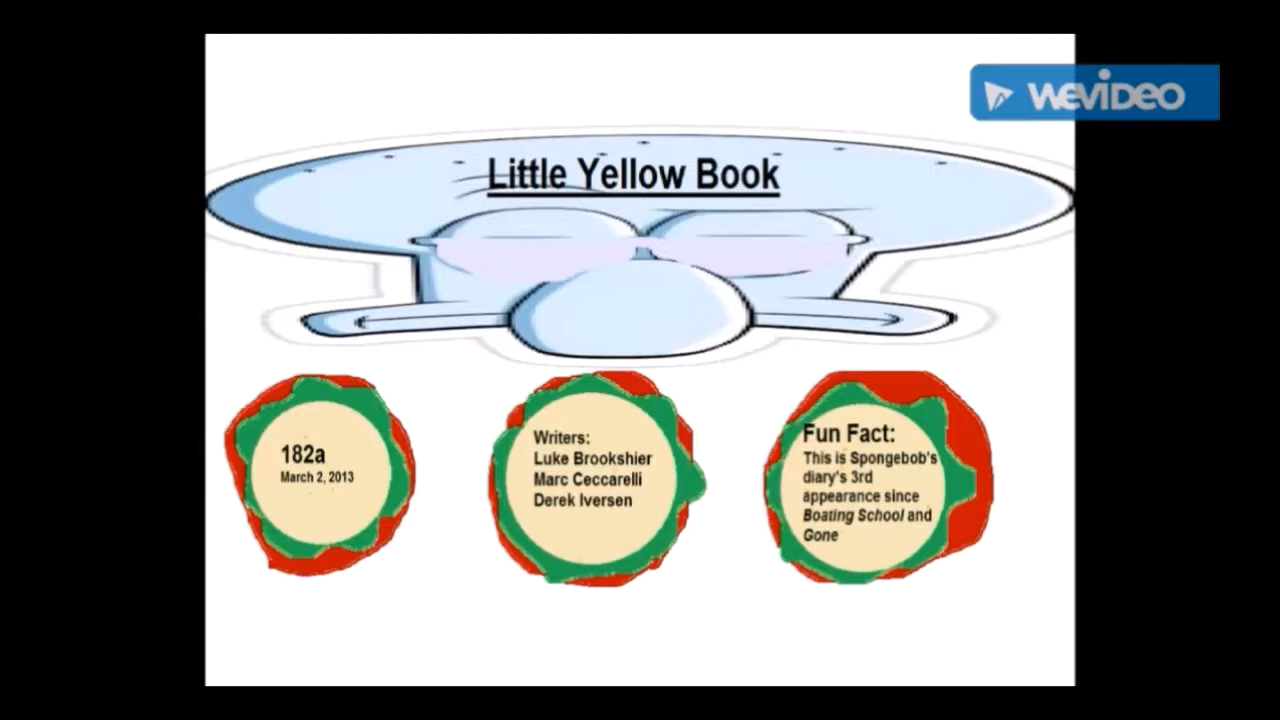 WEVIDEO
Little Yellow Book
182a
March 2, 2013
Writers:
Luke Brookshier
Marc Ceccarelli
Derek Iversen
Fun Fact:
This is Spongebob's
diary's 3rd
appearance since
Boating School and
Gone